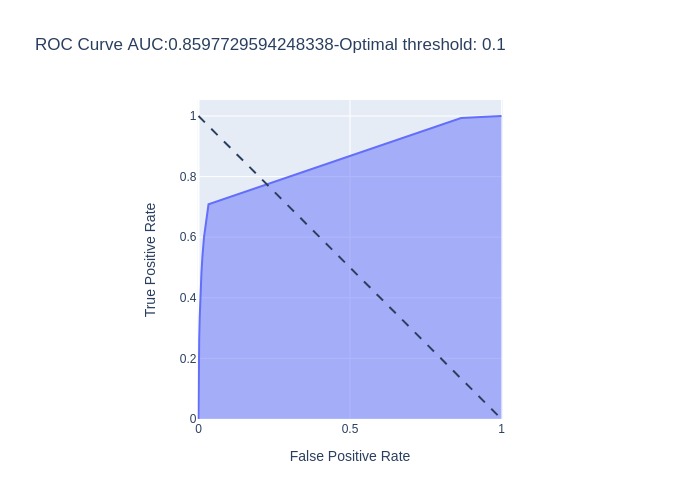 ROC Curve AUC:0.8597729594248338-Optimal threshold: 0.1
1
0.8
0.6
0.4
0.2
0
True Positive Rate
0 0.5 1
False Positive Rate